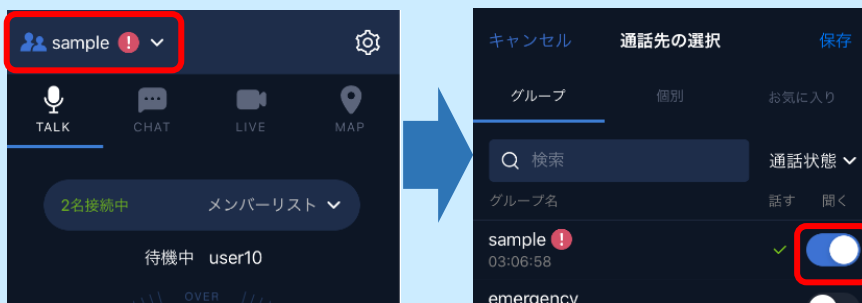 sample
TALK CHAT LIVE MAP
2名接続中 メンバーリスト
待機中 user10
OVER
キャンセル 通話先の選択 保存
グループ 個別 お気に入り
検索 通話状態
グループ名 話す 聞く
sample
03:06:58
emergency